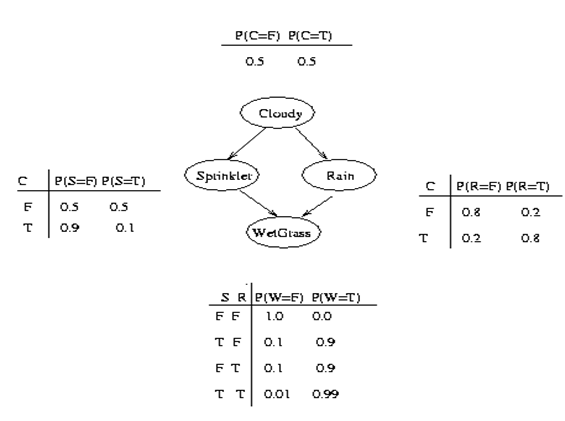 P(C=F) P(C=T)
0.5 0.5
Cloudy
Sprinkler
Rain
WetGrass
C P(S=F) P(S=T)
F 0.5 0.5
T 0.9 0.1
C P(R=F) P(R=T)
F 0.8 0.2
T 0.2 0.8
S R P(W=F) P(W=T)
F F 1.0 0.0
T F 0.1 0.9
F T 0.1 0.9
T T 0.01 0.99